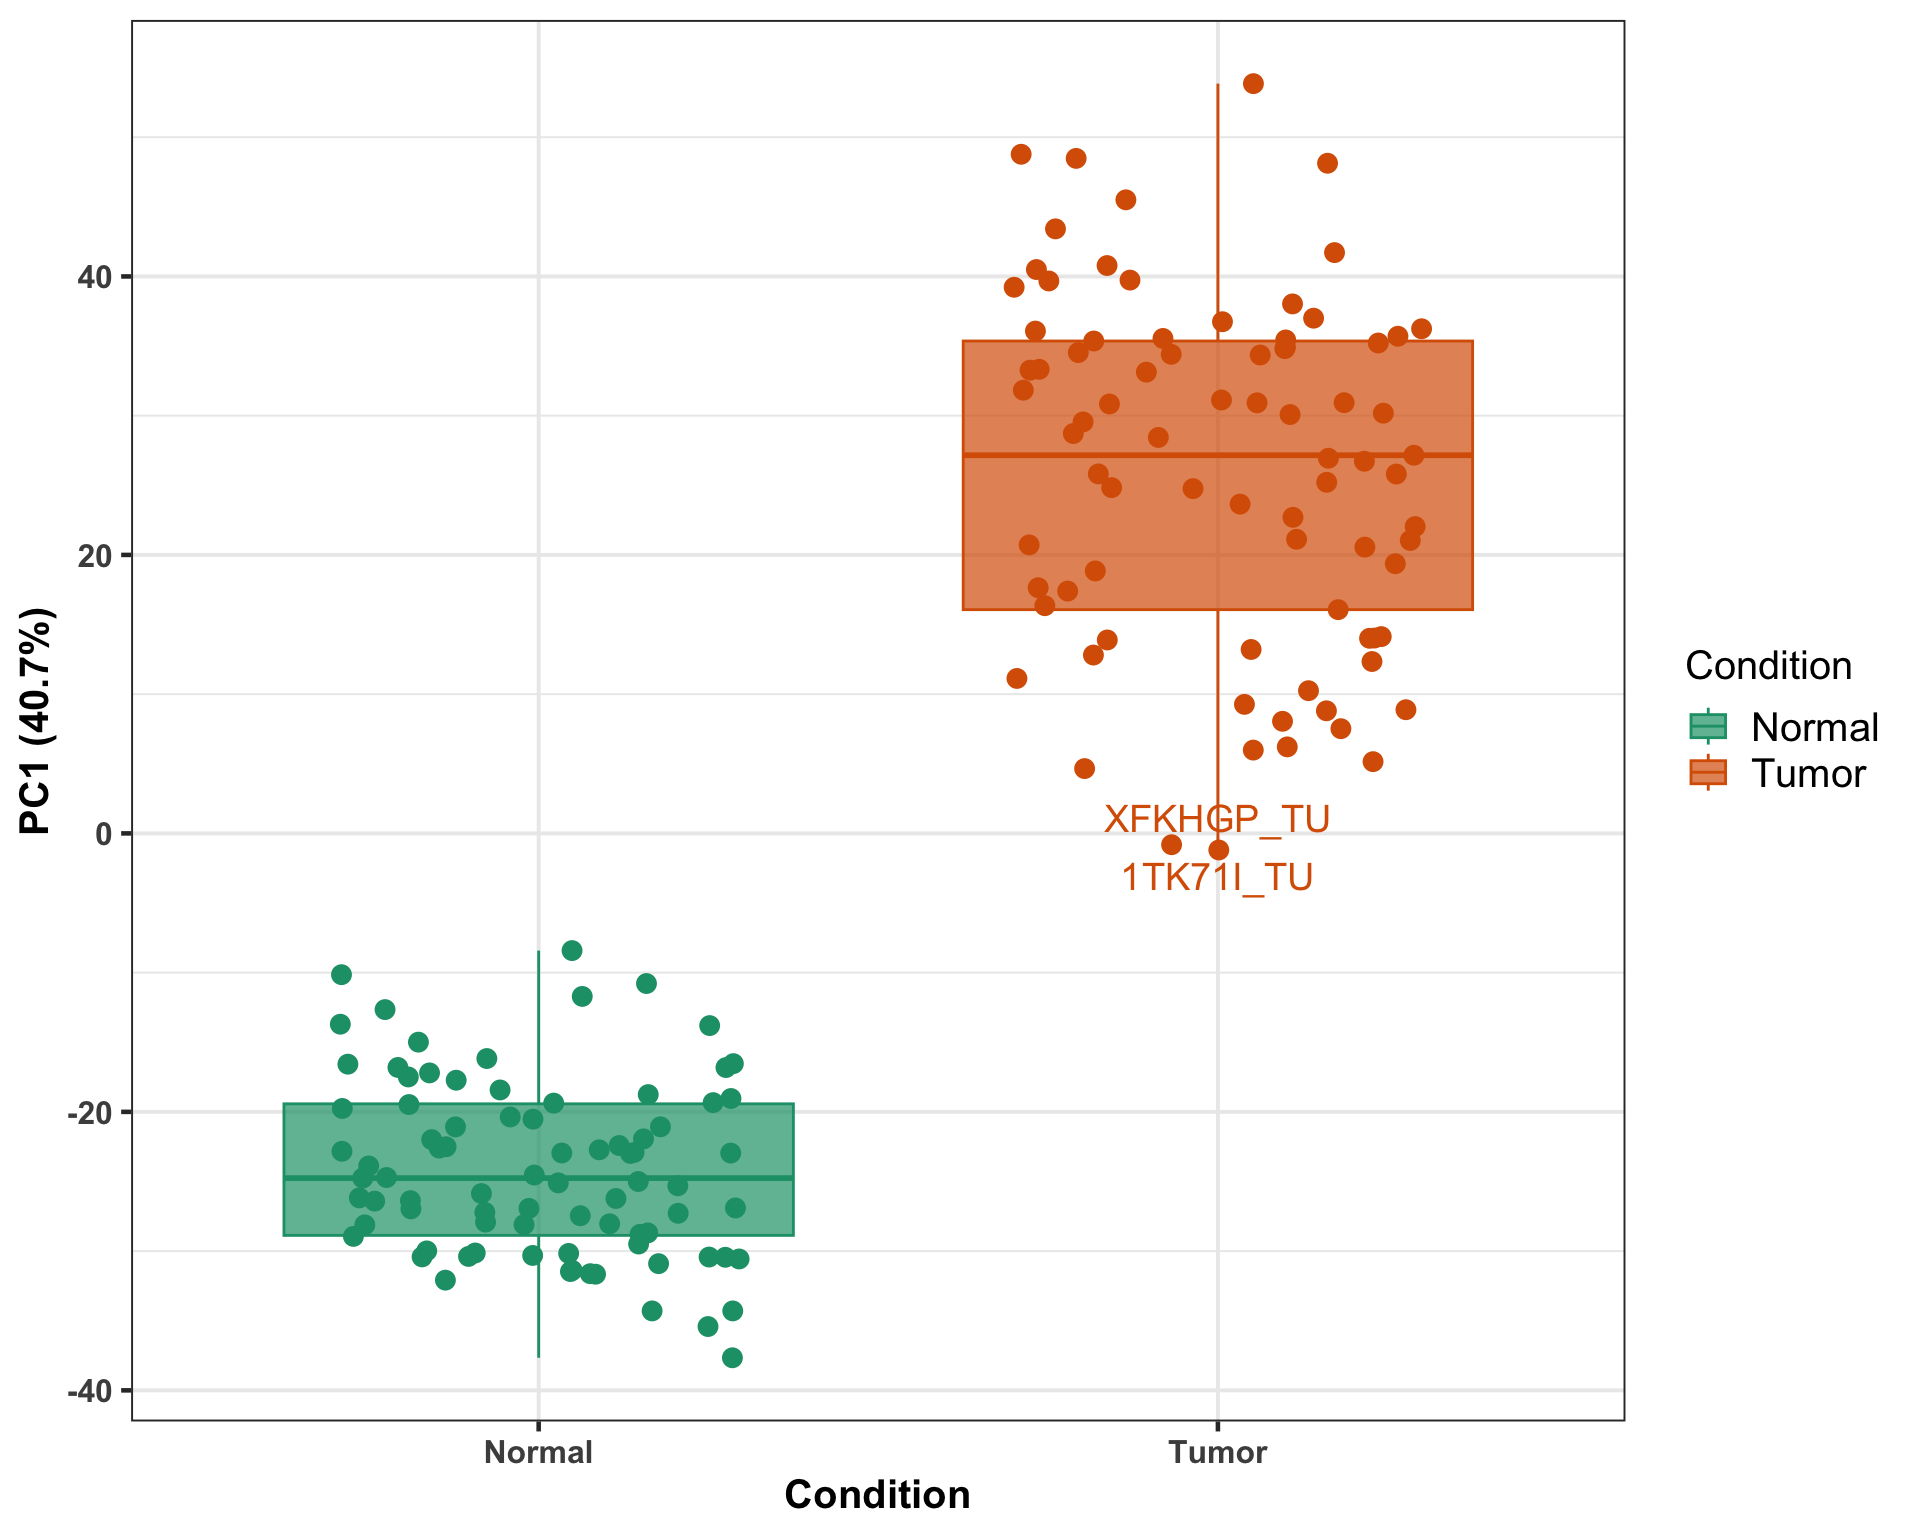 PC1 (40.7%)
40
20
0
-20
-40
XFKHGP_TU
1TK71I_TU
Normal
Tumor
Condition
Condition
Normal
Tumor